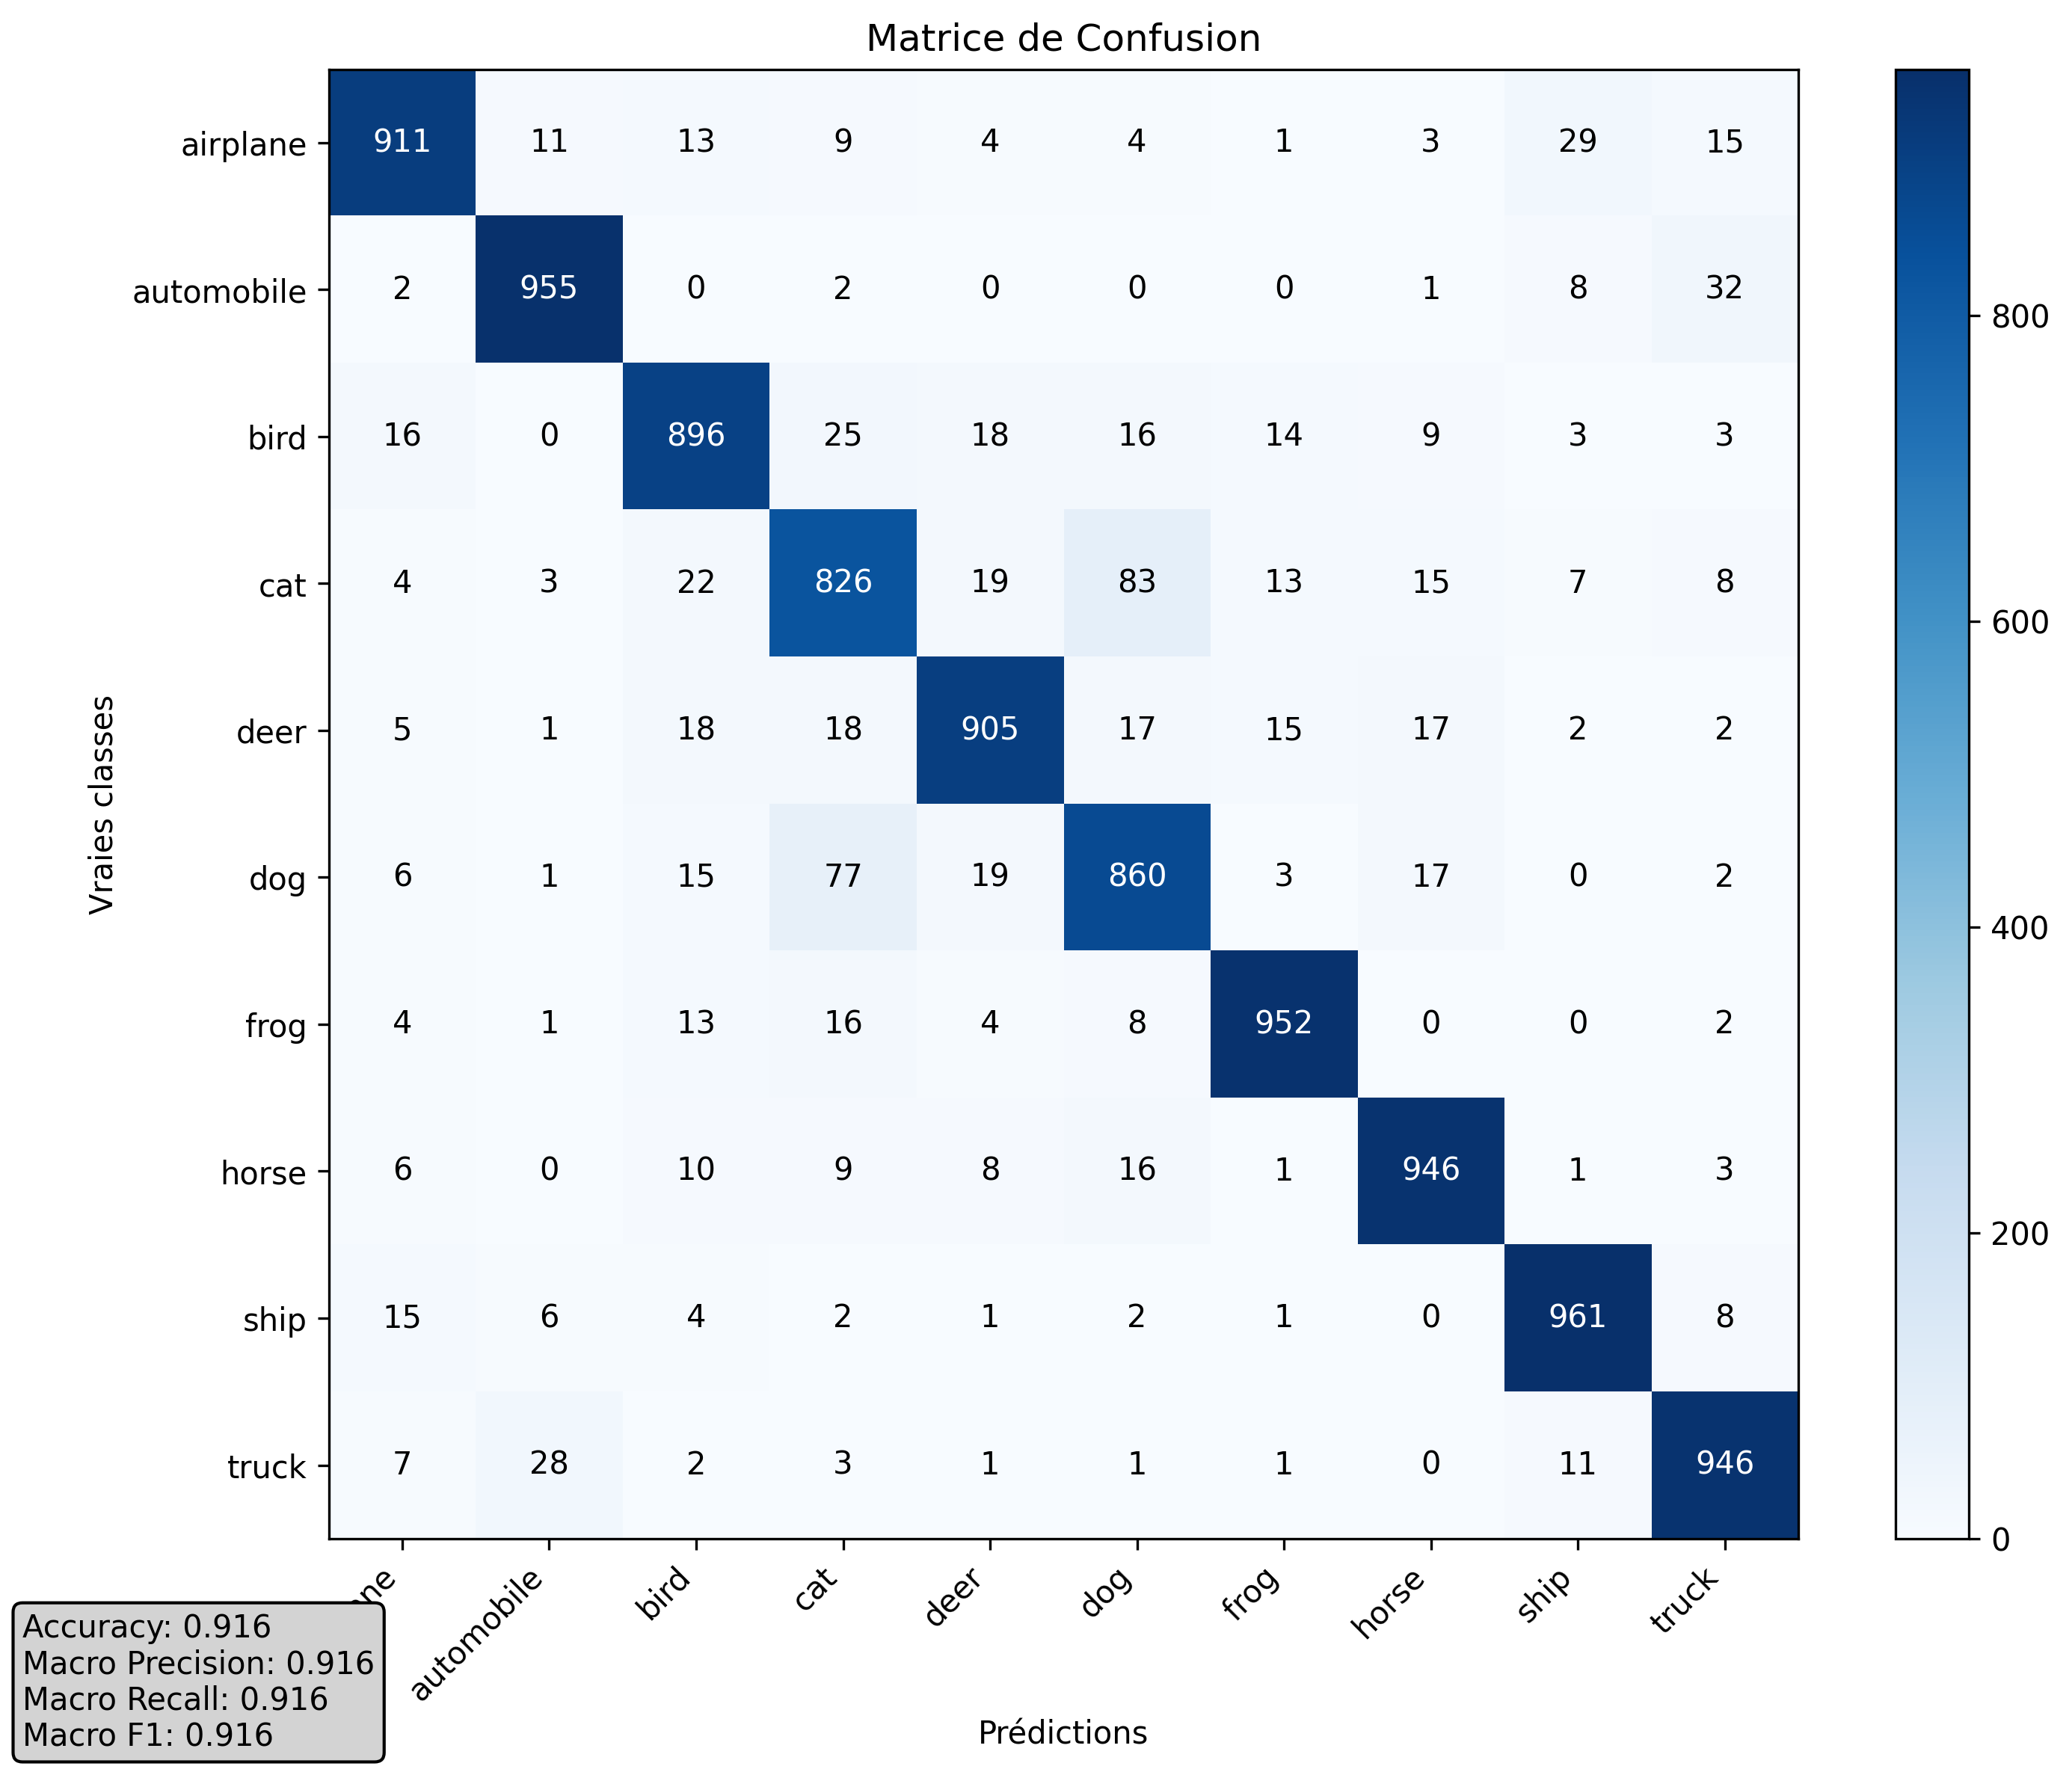 Matrice de Confusion
airplane 911 11 13 9 4 4 1 3 29 15
automobile 2 955 0 2 0 0 0 1 8 32
bird 16 0 896 25 18 16 14 9 3 3
cat 4 3 22 826 19 83 13 15 7 8
deer 5 1 18 18 905 17 15 17 2 2
dog 6 1 15 77 19 860 3 17 0 2
frog 4 1 13 16 4 8 952 0 0 2
horse 6 0 10 9 8 16 1 946 1 3
ship 15 6 4 2 1 2 1 0 961 8
truck 7 28 2 3 1 1 1 0 11 946
Vraies classes
automobile bird cat deer dog frog horse ship truck
Prédictions
800
600
400
200
0
Accuracy: 0.916
Macro Precision: 0.916
Macro Recall: 0.916
Macro F1: 0.916